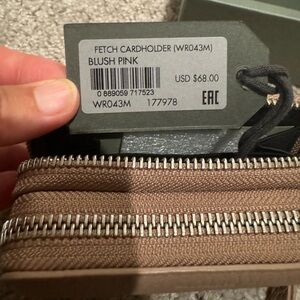 FETCH CARDHOLDER (WR043M)
BLUSH PINK
USD $68.00
0 889059 717523
WR043M 177978 EAC